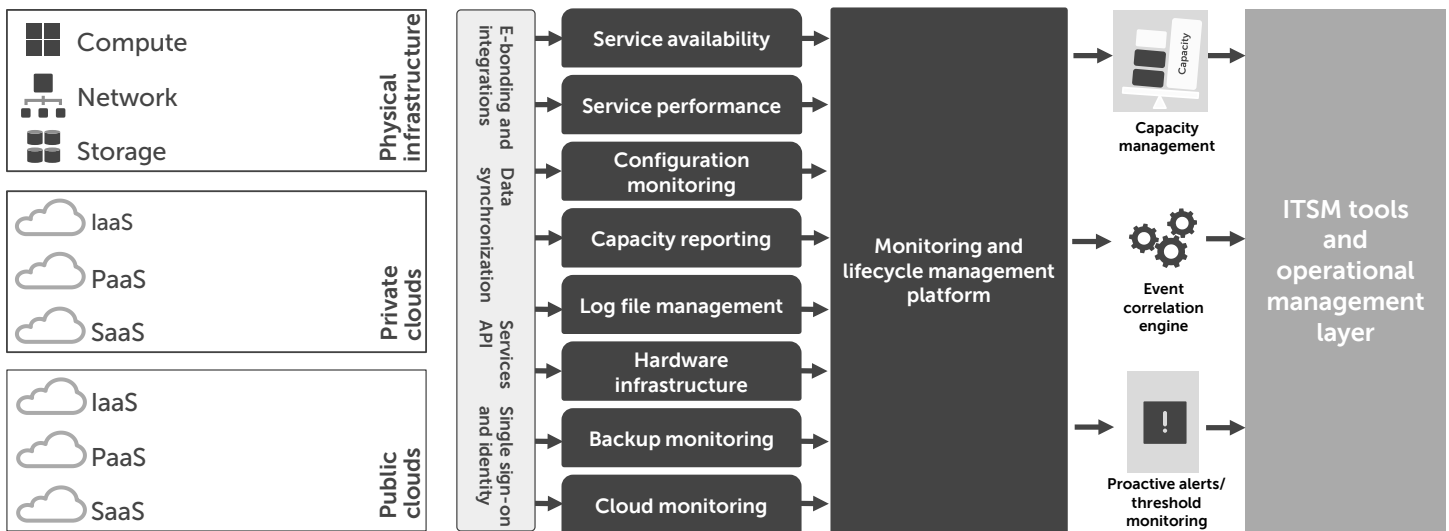 Compute
Network
Storage
Physical
infrastructure
IaaS
PaaS
SaaS
Private
clouds
IaaS
PaaS
SaaS
Public
clouds
E-bonding and
integrations
Data
synchronization
Services
API
Single sign-on
and identity
Service availability
Service performance
Configuration
monitoring
Capacity reporting
Log file management
Hardware
infrastructure
Backup monitoring
Cloud monitoring
Monitoring and
lifecycle management
platform
Capacity
Capacity
management
Event
correlation
engine
!
Proactive alerts/
threshold
monitoring
ITSM tools
and
operational
management
layer